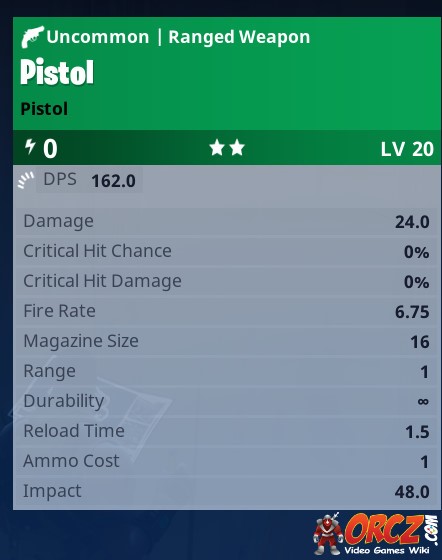 Uncommon | Ranged Weapon
Pistol
Pistol
0 ★★ LV 20
DPS 162.0
Damage 24.0
Critical Hit Chance 0%
Critical Hit Damage 0%
Fire Rate 6.75
Magazine Size 16
Range 1
Durability ∞
Reload Time 1.5
Ammo Cost 1
Impact 48.0
ORCZ.COM
Video Games Wiki